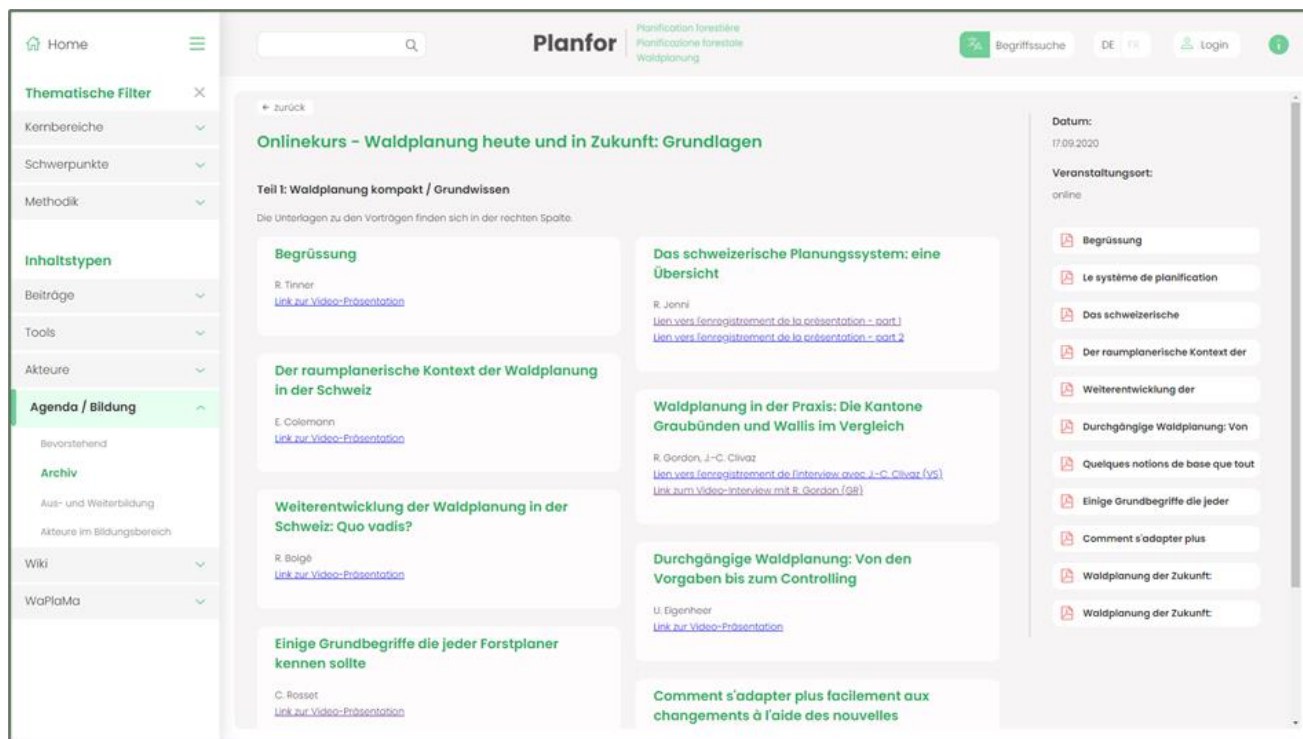 Home
Planfor
Planification forestière
Pianificazione forestale
Waldplanung
Begriffssuche
DE
FR
Login
Thematische Filter
Kernbereiche
Schwerpunkte
Methodik
Inhaltstypen
Beiträge
Tools
Akteure
Agenda / Bildung
Bevorstehend
Archiv
Aus- und Weiterbildung
Akteure im Bildungsbereich
Wiki
WaPlaMa
← zurück
Onlinekurs - Waldplanung heute und in Zukunft: Grundlagen
Teil 1: Waldplanung kompakt / Grundwissen
Die Unterlagen zu den Vorträgen finden sich in der rechten Spalte.
Begrüssung
R. Tinner
Link zur Video-Präsentation
Der raumplanerische Kontext der Waldplanung
in der Schweiz
E. Colemann
Link zur Video-Präsentation
Weiterentwicklung der Waldplanung in der
Schweiz: Quo vadis?
R. Bolgè
Link zur Video-Präsentation
Einige Grundbegriffe die jeder Forstplaner
kennen sollte
C. Rosset
Link zur Video-Präsentation
Das schweizerische Planungssystem: eine
Übersicht
R. Jenni
Lien vers l'enregistrement de la présentation - part 1
Lien vers l'enregistrement de la présentation - part 2
Waldplanung in der Praxis: Die Kantone
Graubünden und Wallis im Vergleich
R. Gordon, J.-C. Clivaz
Lien vers l'enregistrement de l'interview avec J.-C. Clivaz (VS)
Link zum Video-Interview mit R. Gordon (GR)
Durchgängige Waldplanung: Von den
Vorgaben bis zum Controlling
U. Eigenheer
Link zur Video-Präsentation
Comment s'adapter plus facilement aux
changements à l'aide des nouvelles
Datum:
17.09.2020
Veranstaltungsort:
online
Begrüssung
Le système de planification
Das schweizerische
Der raumplanerische Kontext der
Weiterentwicklung der
Durchgängige Waldplanung: Von
Quelques notions de base que tout
Einige Grundbegriffe die jeder
Comment s'adapter plus
Waldplanung der Zukunft:
Waldplanung der Zukunft: